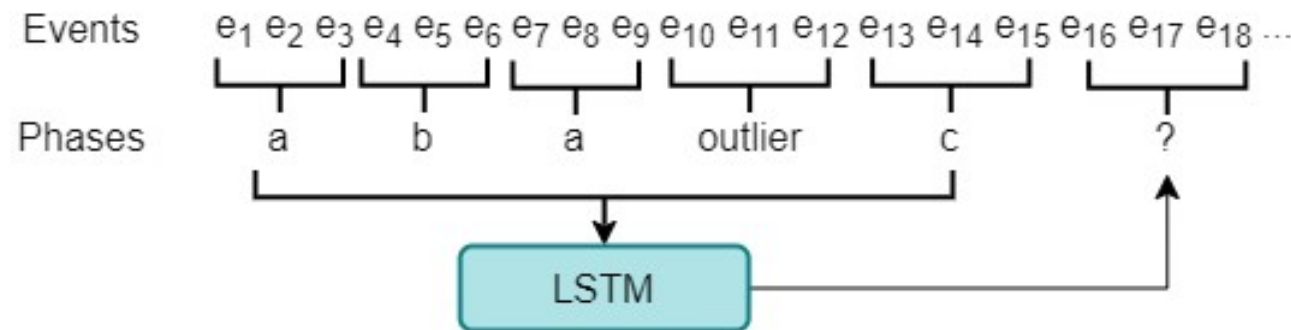 Events e₁ e₂ e₃ e₄ e₅ e₆ e₇ e₈ e₉ e₁₀ e₁₁ e₁₂ e₁₃ e₁₄ e₁₅ e₁₆ e₁₇ e₁₈ ...
Phases a b a outlier c ?
LSTM